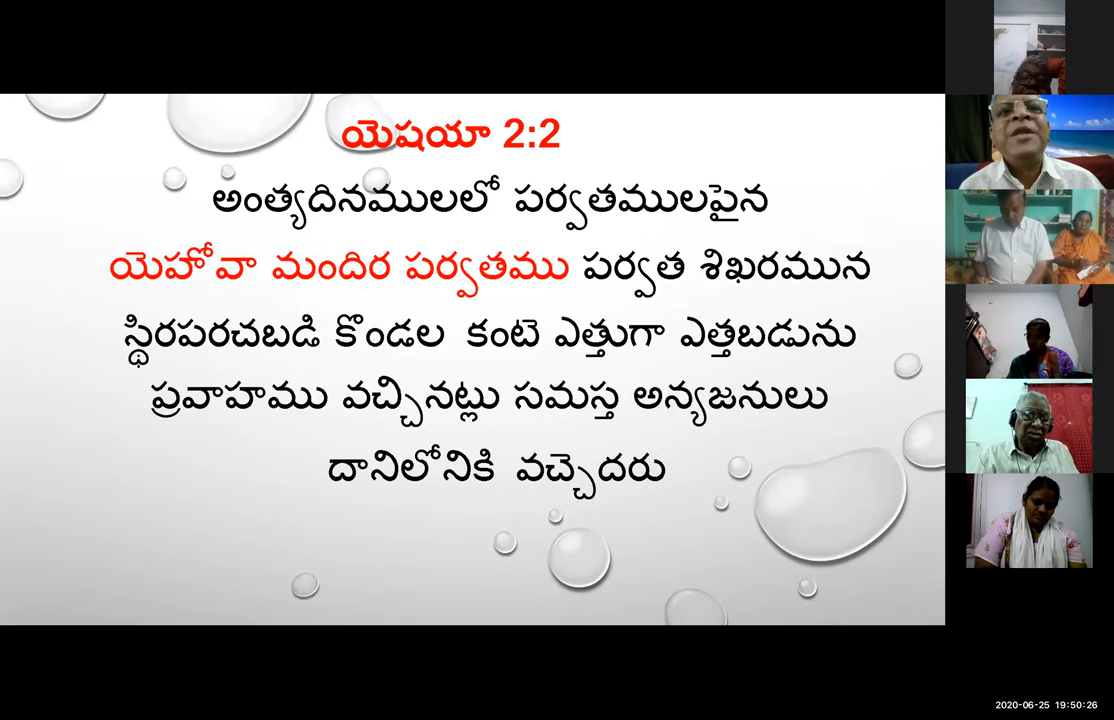 యెషయా 2:2
అంత్యదినములలో పర్వతములపైన
యెహోవా మందిర పర్వతము పర్వత శిఖరమున
స్థిరపరచబడి కొండల కంటె ఎత్తుగా ఎత్తబడును
ప్రవాహము వచ్చినట్లు సమస్త అన్యజనులు
దానిలోనికి వచ్చెదరు
2020-06-25 19:50:26